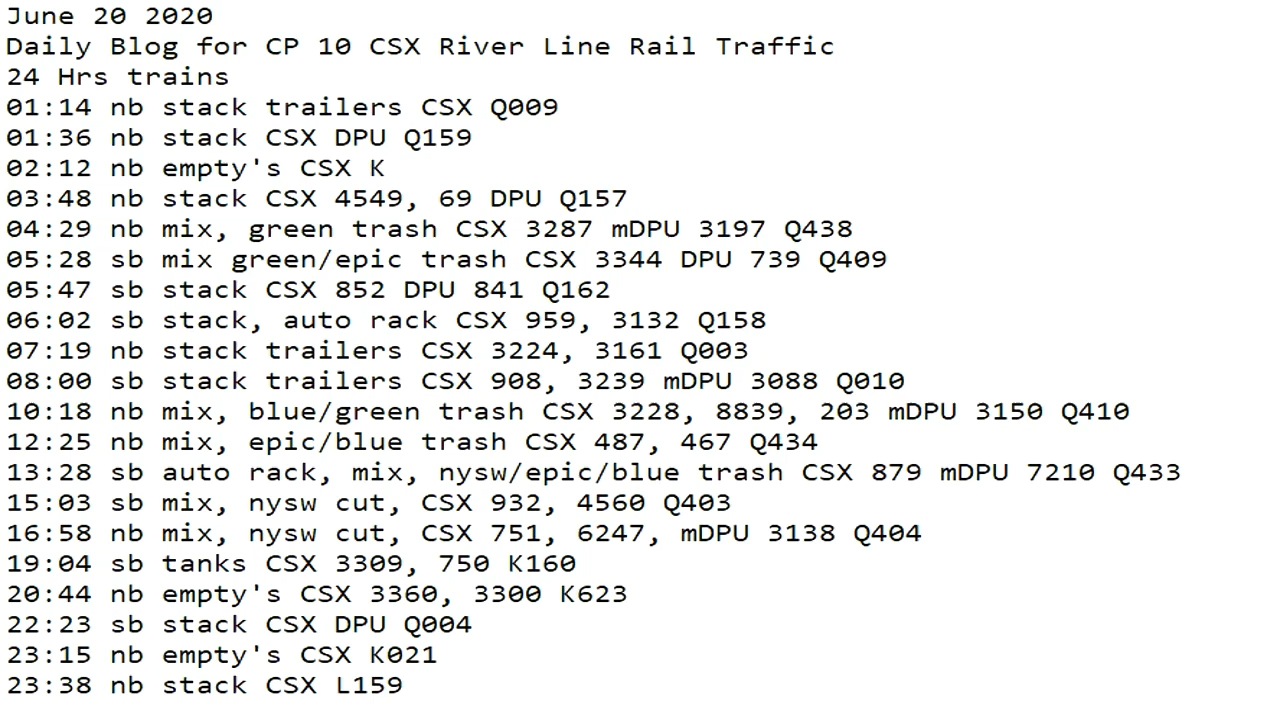 June 20 2020
Daily Blog for CP 10 CSX River Line Rail Traffic
24 Hrs trains
01:14 nb stack trailers CSX Q009
01:36 nb stack CSX DPU Q159
02:12 nb empty's CSX K
03:48 nb stack CSX 4549, 69 DPU Q157
04:29 nb mix, green trash CSX 3287 mDPU 3197 Q438
05:28 sb mix green/epic trash CSX 3344 DPU 739 Q409
05:47 sb stack CSX 852 DPU 841 Q162
06:02 sb stack, auto rack CSX 959, 3132 Q158
07:19 nb stack trailers CSX 3224, 3161 Q003
08:00 sb stack trailers CSX 908, 3239 mDPU 3088 Q010
10:18 nb mix, blue/green trash CSX 3228, 8839, 203 mDPU 3150 Q410
12:25 nb mix, epic/blue trash CSX 487, 467 Q434
13:28 sb auto rack, mix, nysw/epic/blue trash CSX 879 mDPU 7210 Q433
15:03 sb mix, nysw cut, CSX 932, 4560 Q403
16:58 nb mix, nysw cut, CSX 751, 6247, mDPU 3138 Q404
19:04 sb tanks CSX 3309, 750 K160
20:44 nb empty's CSX 3360, 3300 K623
22:23 sb stack CSX DPU Q004
23:15 nb empty's CSX K021
23:38 nb stack CSX L159